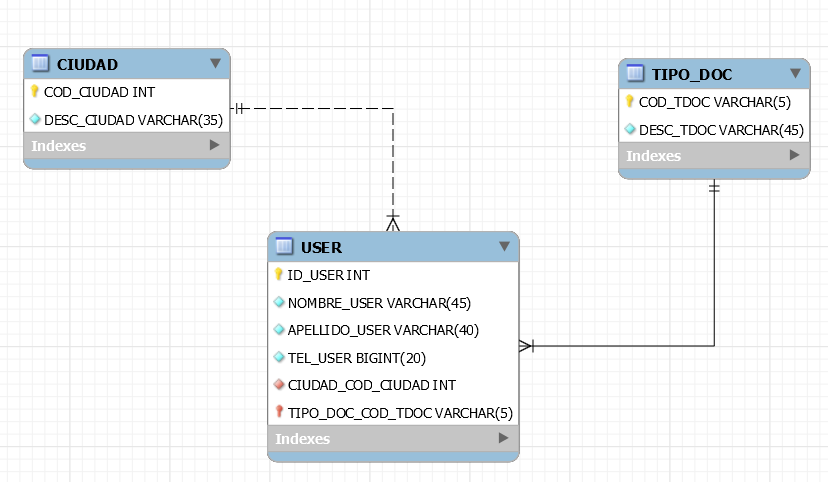 CIUDAD
COD_CIUDAD INT
DESC_CIUDAD VARCHAR(35)
Indexes
TIPO_DOC
COD_TDOC VARCHAR(5)
DESC_TDOC VARCHAR(45)
Indexes
USER
ID_USER INT
NOMBRE_USER VARCHAR(45)
APELLIDO_USER VARCHAR(40)
TEL_USER BIGINT(20)
CIUDAD_COD_CIUDAD INT
TIPO_DOC_COD_TDOC VARCHAR(5)
Indexes